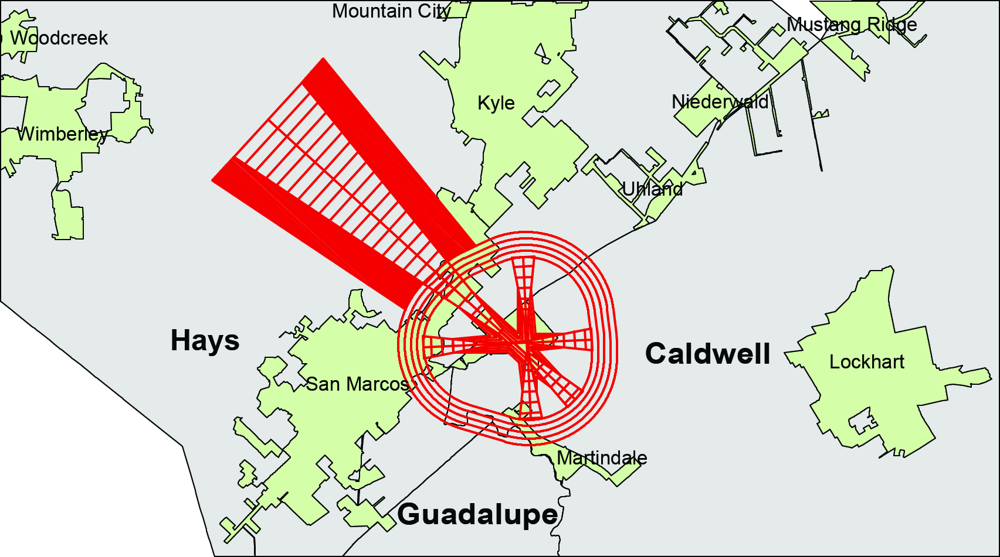 Mountain City
Mustang Ridge
Woodcreek
Kyle
Niederwald
Wimberley
Uhland
Hays
Caldwell
Lockhart
San Marcos
Martindale
Guadalupe